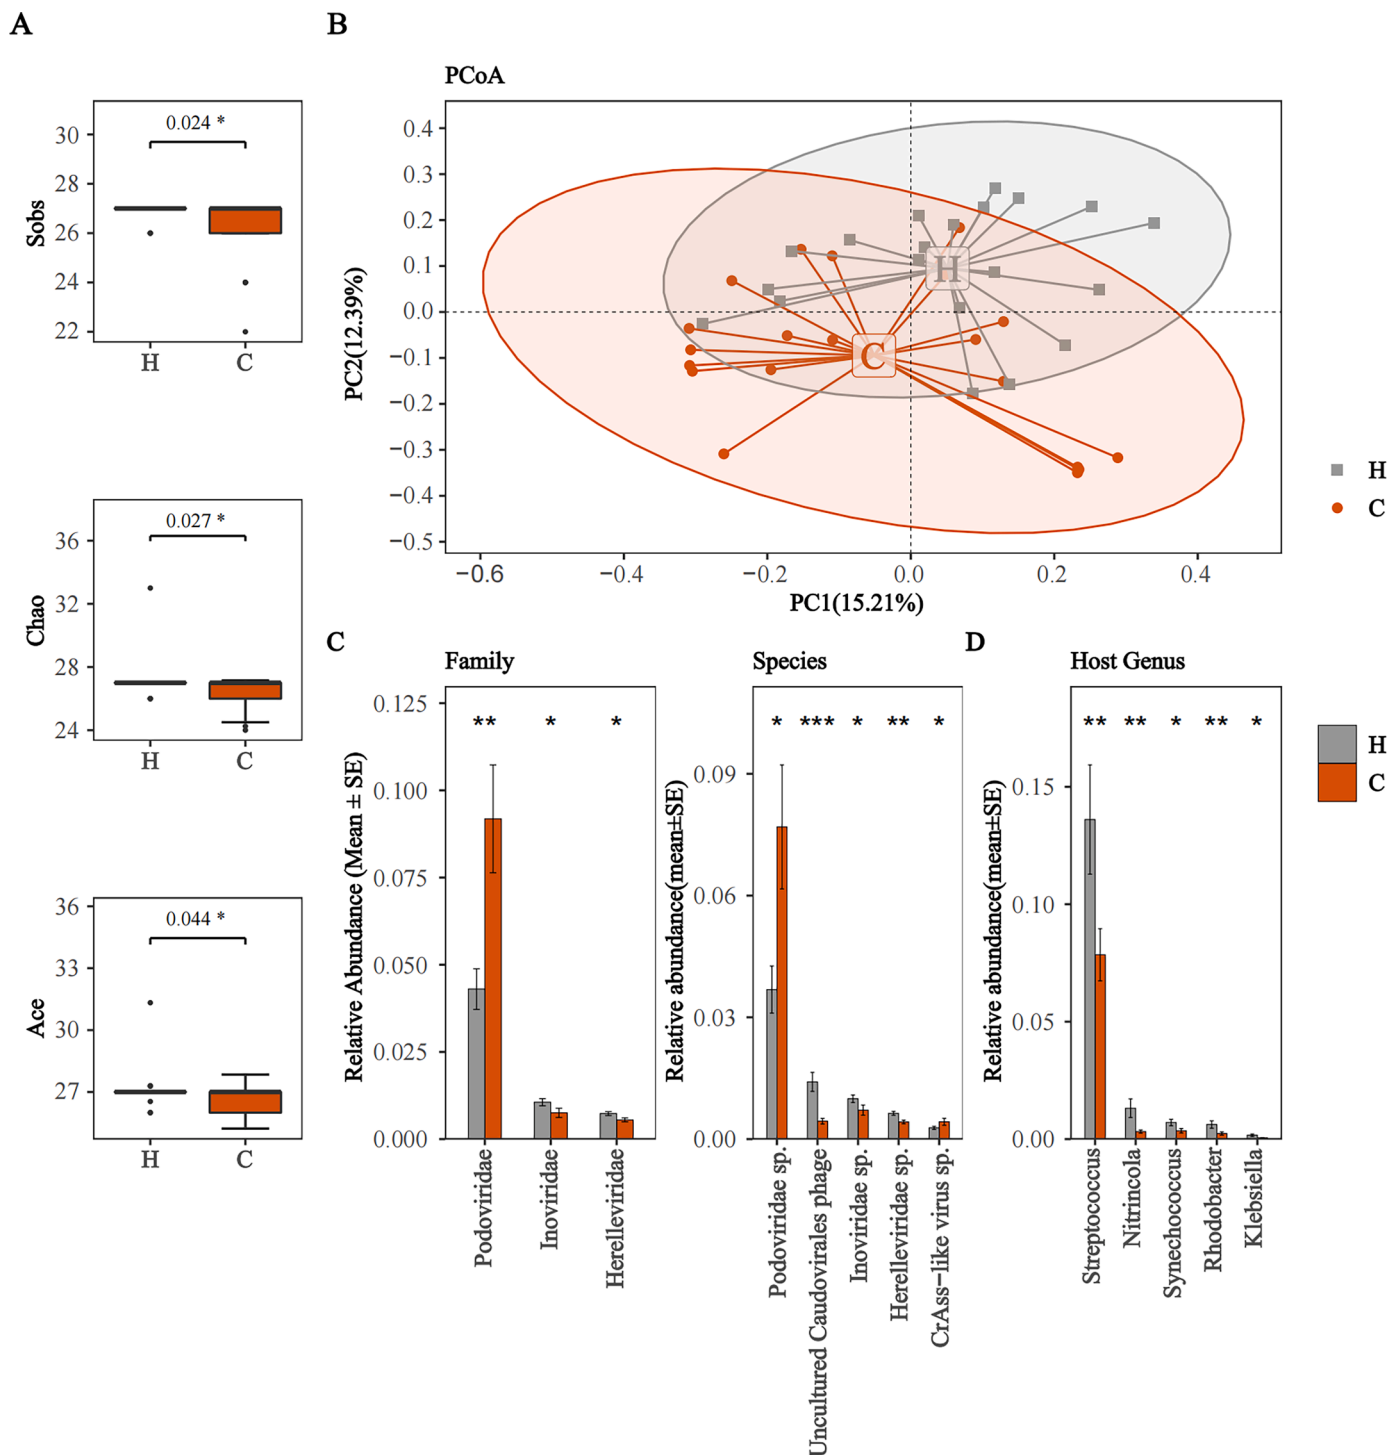 A
B
PCoA
Sobs
0.024 *
30
28
26
24
22
H
C
Chao
0.027 *
36
32
28
24
H
C
Ace
0.044 *
36
33
30
27
H
C
PC2(12.39%)
0.4
0.3
0.2
0.1
0.0
−0.1
−0.2
−0.3
−0.4
−0.5
H
C
−0.6
−0.4
−0.2
0.0
0.2
0.4
PC1(15.21%)
H
C
C
Family
Relative Abundance (Mean ± SE)
0.125
0.100
0.075
0.050
0.025
0.000
** * *
Podoviridae
Inoviridae
Herelleviridae
Species
Relative abundance(mean±SE)
0.09
0.06
0.03
0.00
* *** * ** *
Podoviridae sp.
Uncultured Caudovirales phage
Inoviridae sp.
Herelleviridae sp.
CrAss−like virus sp.
D
Host Genus
Relative abundance(mean±SE)
0.15
0.10
0.05
0.00
** ** * ** *
Streptococcus
Nitrincola
Synechococcus
Rhodobacter
Klebsiella
H
C